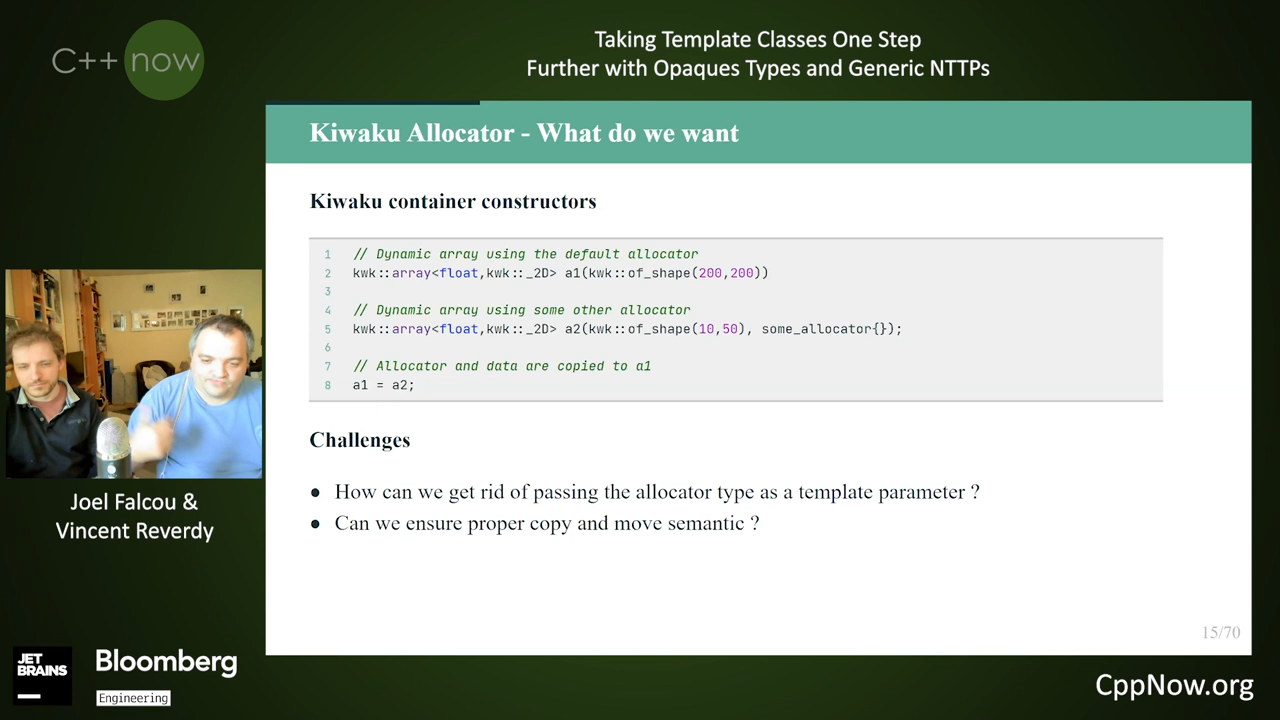 C++ now
Taking Template Classes One Step
Further with Opaques Types and Generic NTTPs
Kiwaku Allocator - What do we want
Kiwaku container constructors
1 // Dynamic array using the default allocator
2 kwk::array<float,kwk::_2D> a1(kwk::of_shape(200,200))
3
4 // Dynamic array using some other allocator
5 kwk::array<float,kwk::_2D> a2(kwk::of_shape(10,50), some_allocator{});
6
7 // Allocator and data are copied to a1
8 a1 = a2;
Challenges
• How can we get rid of passing the allocator type as a template parameter ?
• Can we ensure proper copy and move semantic ?
15/70
Joel Falcou &
Vincent Reverdy
JET
BRAINS
Bloomberg
Engineering
CppNow.org